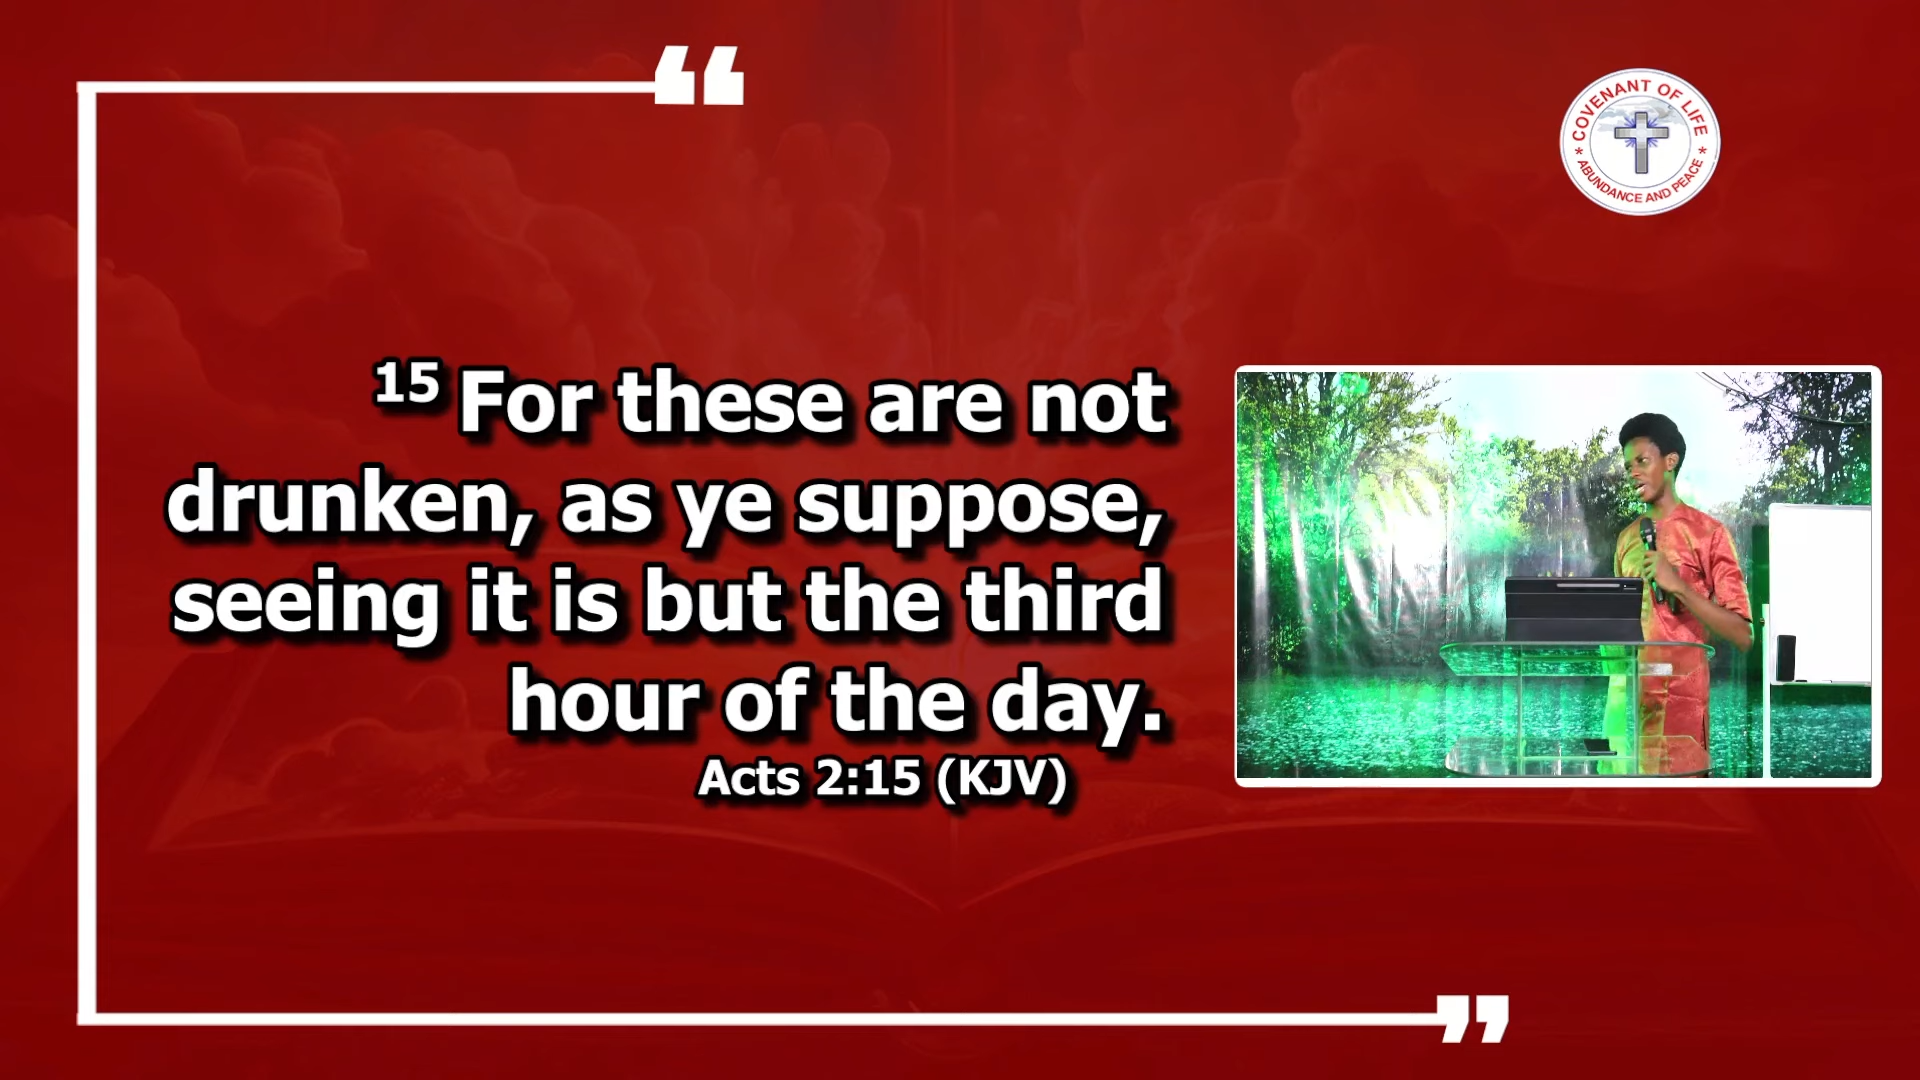 COVENANT OF LIFE
* ABUNDANCE AND PEACE *
15 For these are not
drunken, as ye suppose,
seeing it is but the third
hour of the day.
Acts 2:15 (KJV)